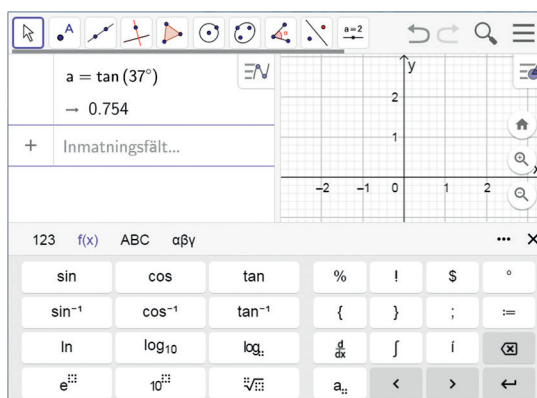 A
α
a=2
a = tan (37°)
→ 0.754
+ Inmatningsfält...
y
2
1
-2 -1 0 1 2
x
123 f(x) ABC αβγ ... ×
sin cos tan % ! $ °
sin⁻¹ cos⁻¹ tan⁻¹ { } ; :=
ln log₁₀ log d/dx ∫ í
e 10 √ a < >